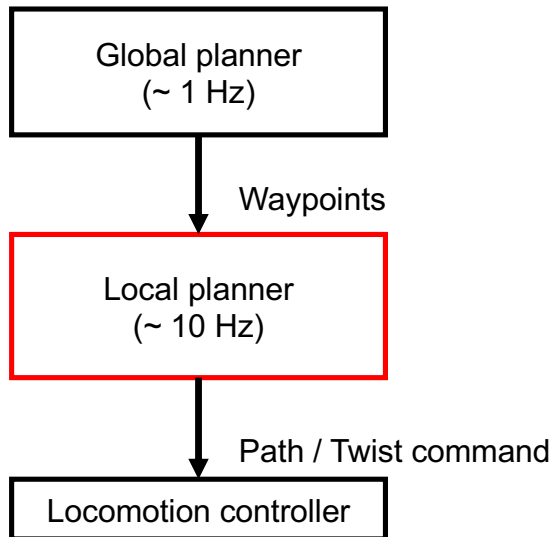 Global planner
(~ 1 Hz)
Waypoints
Local planner
(~ 10 Hz)
Path / Twist command
Locomotion controller